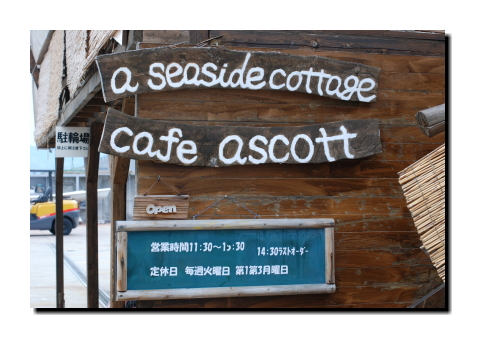 a seaside cottage
cafe ascott
駐輪場
Open
営業時間11:30〜15:30
14:30ラストオーダー
定休日 毎週火曜日 第1第3月曜日